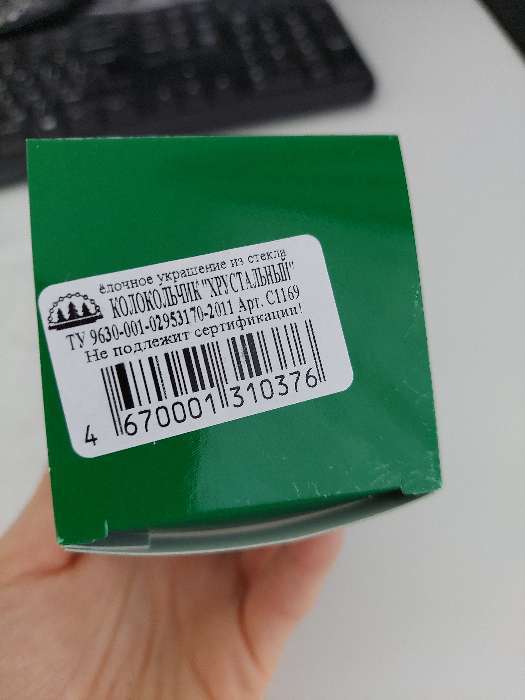 ёлочное украшение из стекла
КОЛОКОЛЬЧИК "ХРУСТАЛЬНЫЙ"
ТУ 9630-001-02953170-2011 Арт. С1169
Не подлежит сертификации!
4 670001 310376